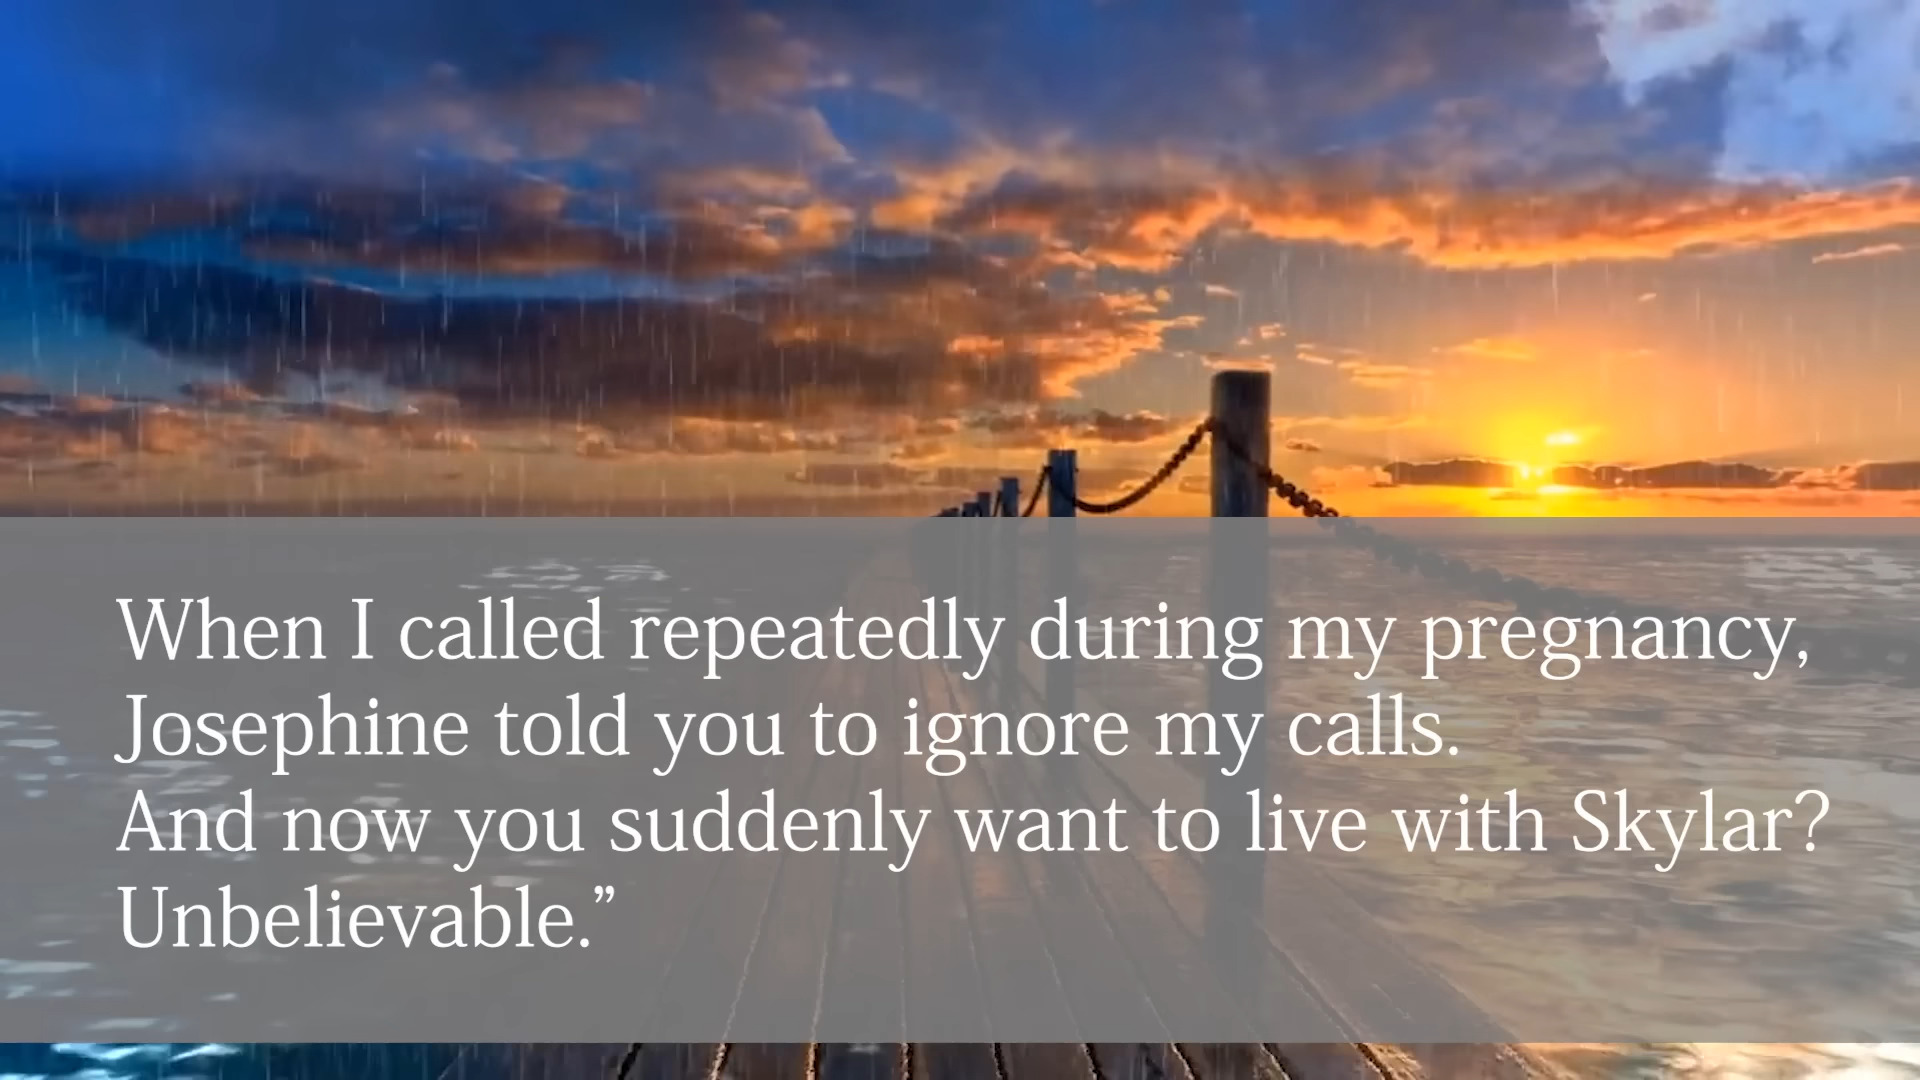 When I called repeatedly during my pregnancy,
Josephine told you to ignore my calls.
And now you suddenly want to live with Skylar?
Unbelievable.”